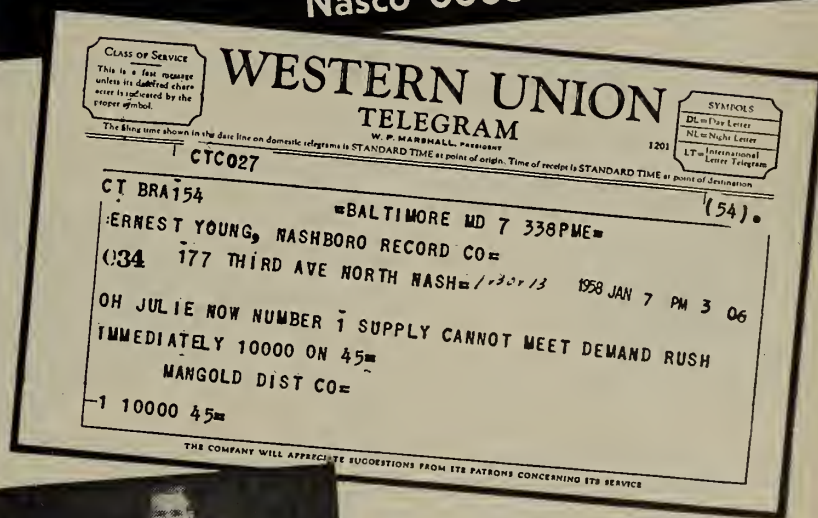 Nasco
CLASS OF SERVICE
This is a fast message
unless its deferred char-
acter is indicated by the
proper symbol.
WESTERN UNION
TELEGRAM
W. P. MARSHALL, PRESIDENT
1201
SYMBOLS
DL=Day Letter
NL=Night Letter
LT=International
Letter Telegram
The filing time shown in the date line on domestic telegrams is STANDARD TIME at point of origin. Time of receipt is STANDARD TIME at point of destination
CTC027
CT BRA154 =BALTIMORE MD 7 338PME= (54).
:ERNEST YOUNG, NASHBORO RECORD CO=
034 177 THIRD AVE NORTH NASH= 1958 JAN 7 PM 3 06
OH JULIE NOW NUMBER 1 SUPPLY CANNOT MEET DEMAND RUSH
IMMEDIATELY 10000 ON 45=
MANGOLD DIST CO=
-1 10000 45=
THE COMPANY WILL APPRECIATE SUGGESTIONS FROM ITS PATRONS CONCERNING ITS SERVICE